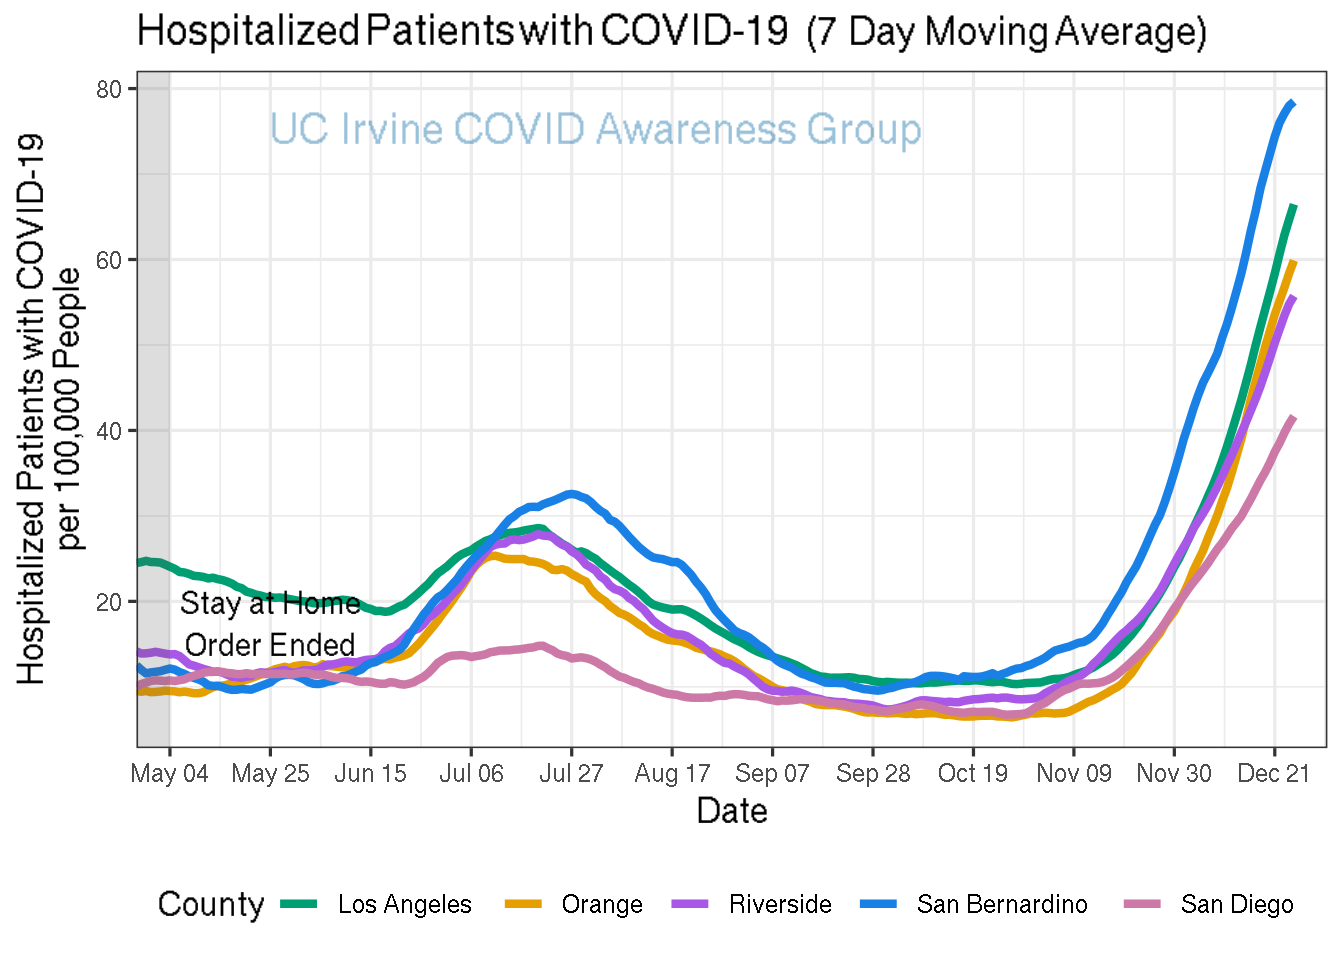 Hospitalized Patients with COVID-19 (7 Day Moving Average)
UC Irvine COVID Awareness Group
Hospitalized Patients with COVID-19
per 100,000 People
80
60
40
20
Stay at Home
Order Ended
May 04 May 25 Jun 15 Jul 06 Jul 27 Aug 17 Sep 07 Sep 28 Oct 19 Nov 09 Nov 30 Dec 21
Date
County Los Angeles Orange Riverside San Bernardino San Diego